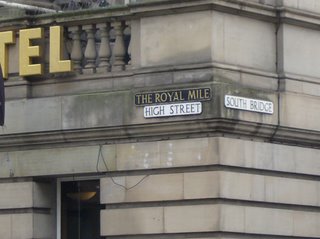 TEL
THE ROYAL MILE
HIGH STREET
SOUTH BRIDGE